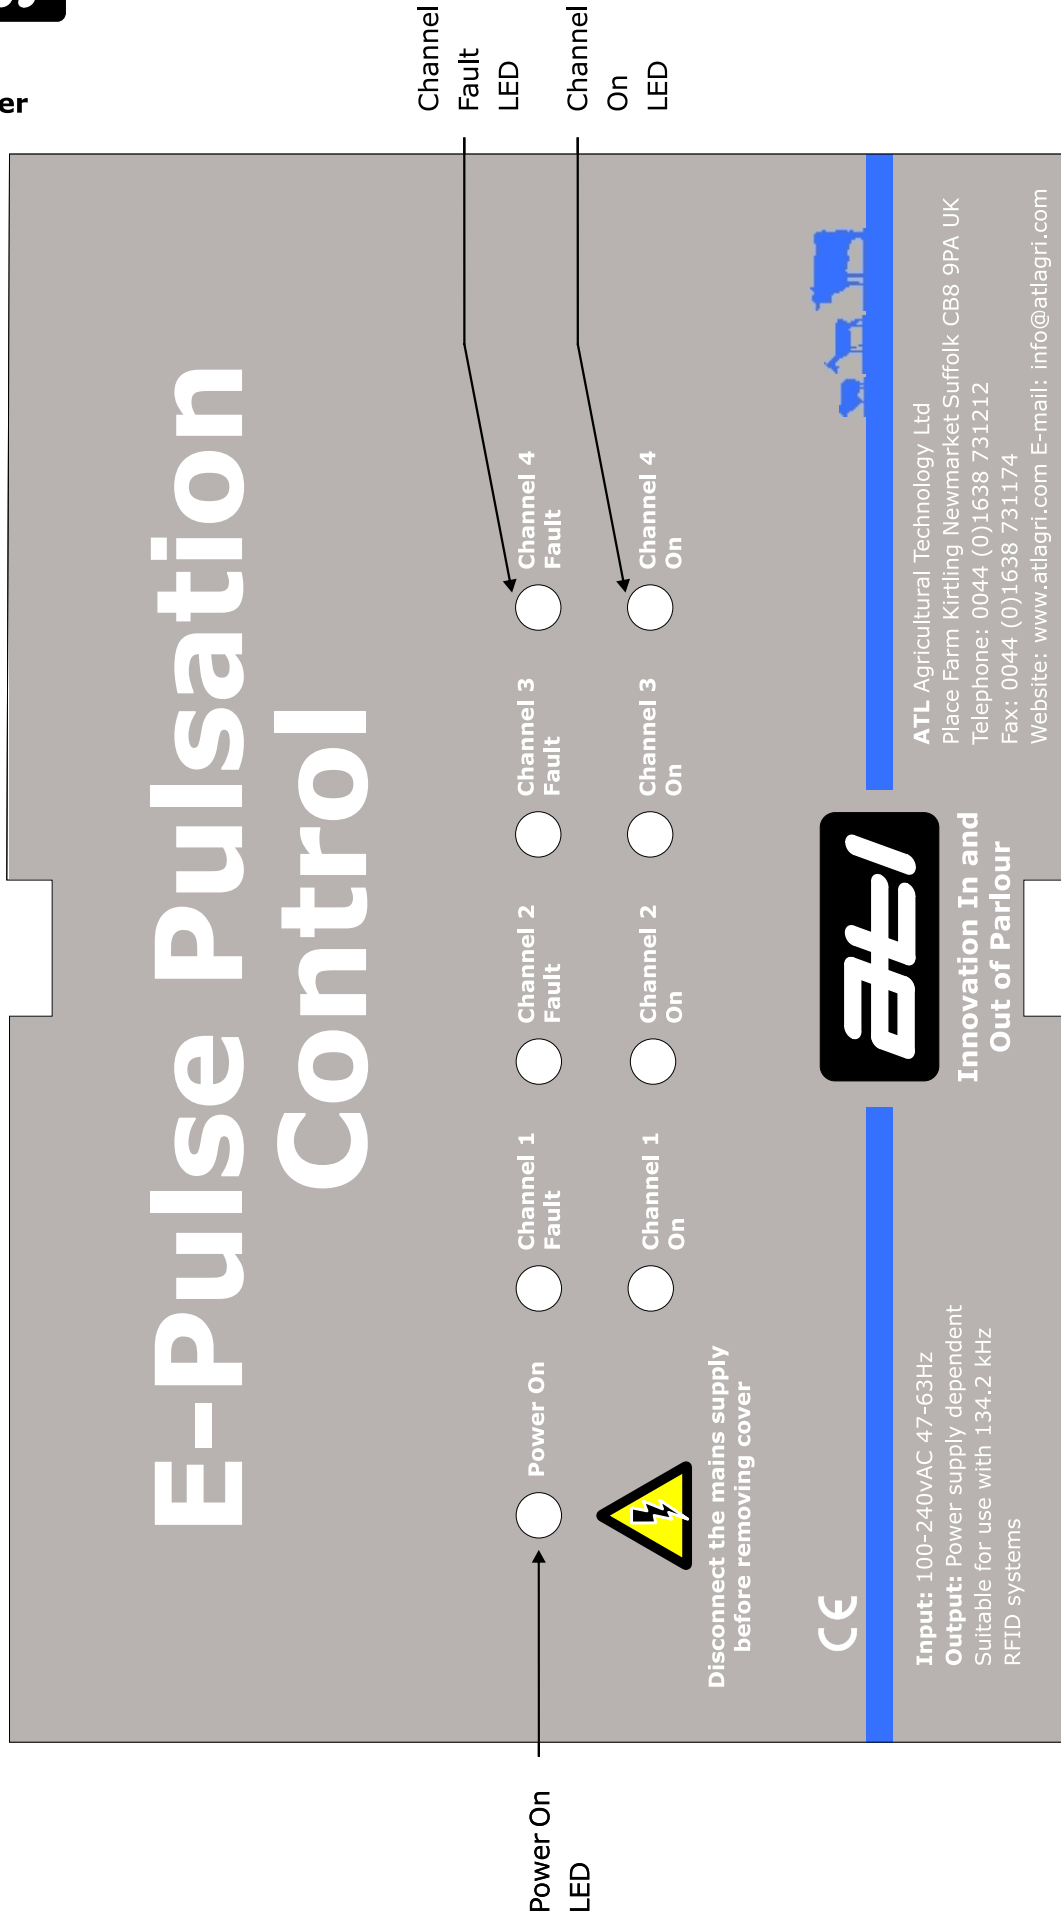 er
Channel
Fault
LED
Channel
On
LED
Power On
LED
E-Pulse Pulsation
Control
Power On
Channel 1
Fault
Channel 2
Fault
Channel 3
Fault
Channel 4
Fault
Channel 1
On
Channel 2
On
Channel 3
On
Channel 4
On
Disconnect the mains supply
before removing cover
CE
Input: 100-240vAC 47-63Hz
Output: Power supply dependent
Suitable for use with 134.2 kHz
RFID systems
atl
Innovation In and
Out of Parlour
ATL Agricultural Technology Ltd
Place Farm Kirtling Newmarket Suffolk CB8 9PA UK
Telephone: 0044 (0)1638 731212
Fax: 0044 (0)1638 731174
Website: www.atlagri.com E-mail: info@atlagri.com